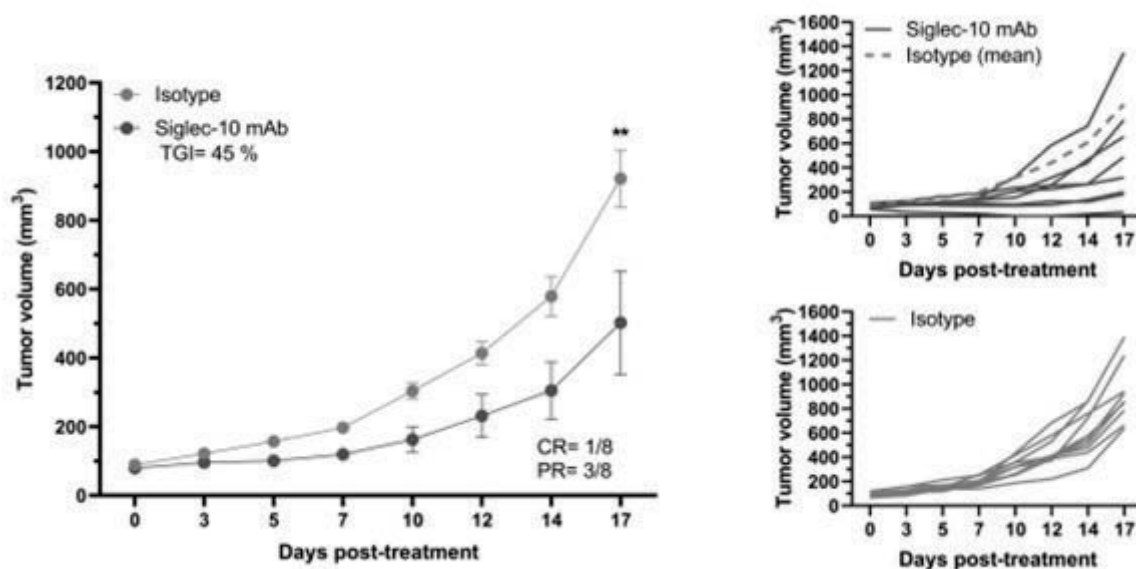 1200
1000
800
600
400
200
0
Tumor volume (mm³)
Isotype
Siglec-10 mAb
TGI= 45 %
**
CR= 1/8
PR= 3/8
0 3 5 7 10 12 14 17
Days post-treatment
1600
1400
1200
1000
800
600
400
200
0
Tumor volume (mm³)
Siglec-10 mAb
Isotype (mean)
0 3 5 7 10 12 14 17
Days post-treatment
1600
1400
1200
1000
800
600
400
200
0
Tumor volume (mm³)
Isotype
0 3 5 7 10 12 14 17
Days post-treatment